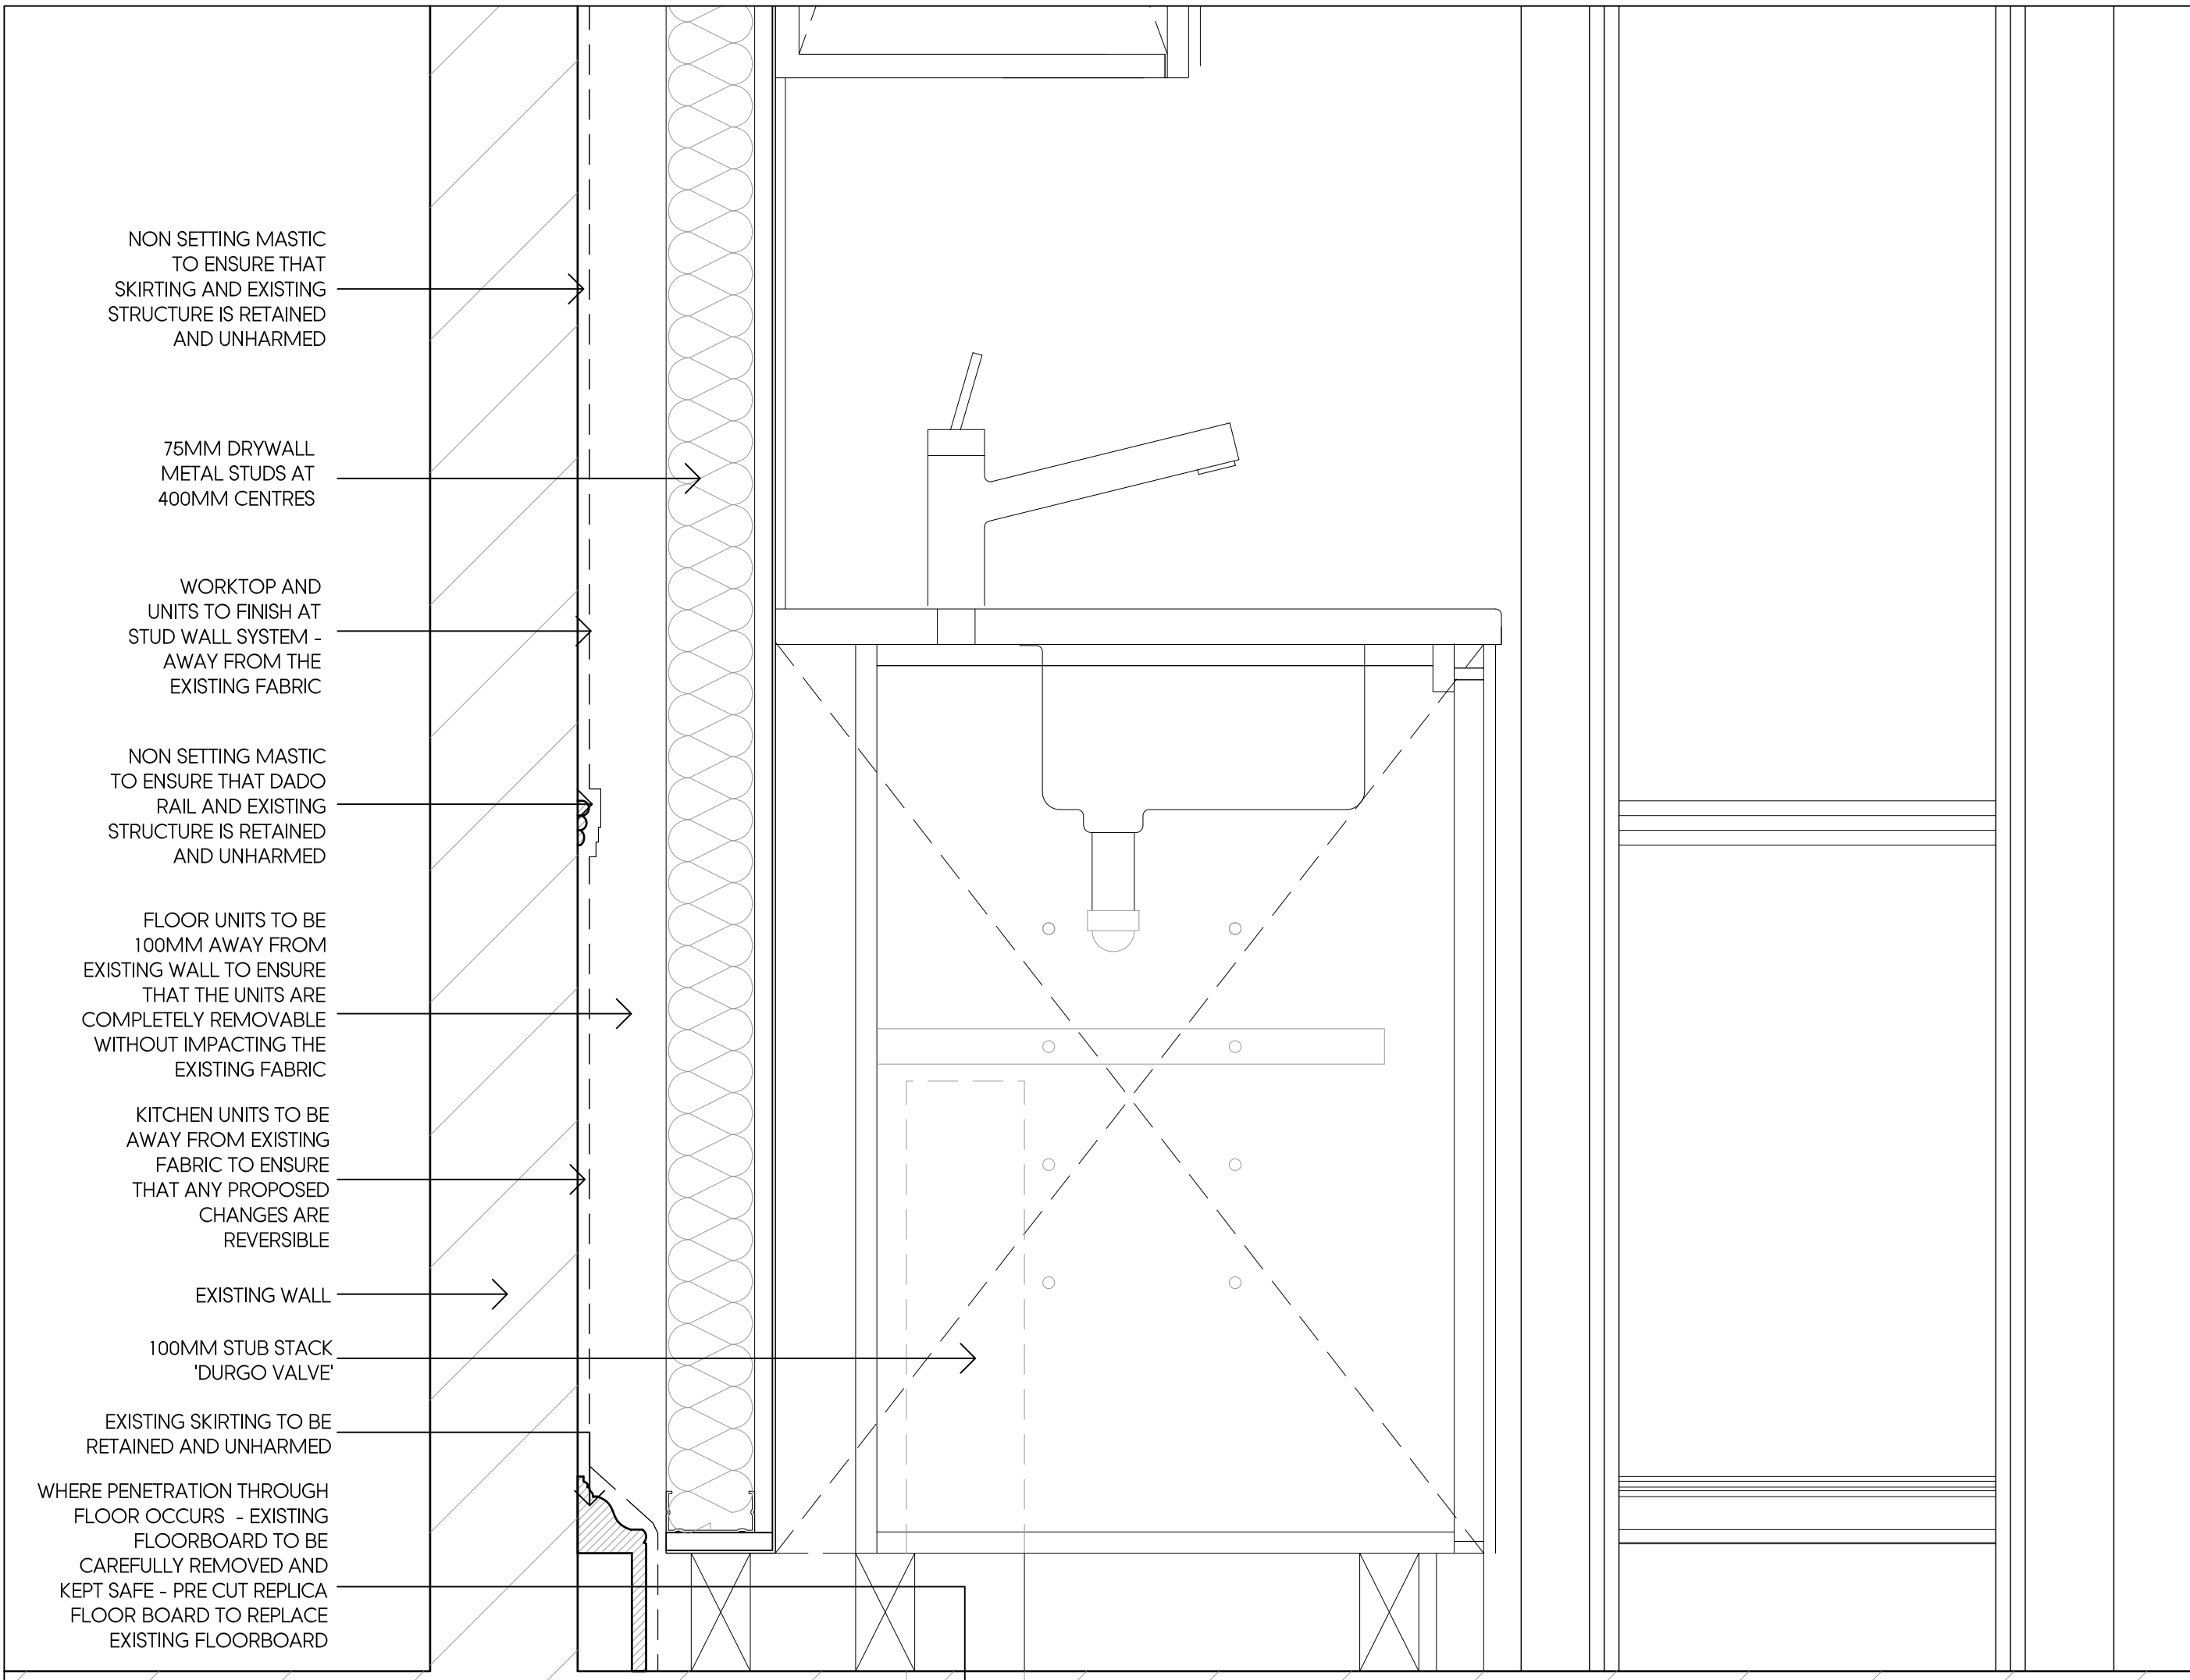 NON SETTING MASTIC
TO ENSURE THAT
SKIRTING AND EXISTING
STRUCTURE IS RETAINED
AND UNHARMED
75MM DRYWALL
METAL STUDS AT
400MM CENTRES
WORKTOP AND
UNITS TO FINISH AT
STUD WALL SYSTEM -
AWAY FROM THE
EXISTING FABRIC
NON SETTING MASTIC
TO ENSURE THAT DADO
RAIL AND EXISTING
STRUCTURE IS RETAINED
AND UNHARMED
FLOOR UNITS TO BE
100MM AWAY FROM
EXISTING WALL TO ENSURE
THAT THE UNITS ARE
COMPLETELY REMOVABLE
WITHOUT IMPACTING THE
EXISTING FABRIC
KITCHEN UNITS TO BE
AWAY FROM EXISTING
FABRIC TO ENSURE
THAT ANY PROPOSED
CHANGES ARE
REVERSIBLE
EXISTING WALL
100MM STUB STACK
'DURGO VALVE'
EXISTING SKIRTING TO BE
RETAINED AND UNHARMED
WHERE PENETRATION THROUGH
FLOOR OCCURS - EXISTING
FLOORBOARD TO BE
CAREFULLY REMOVED AND
KEPT SAFE - PRE CUT REPLICA
FLOOR BOARD TO REPLACE
EXISTING FLOORBOARD